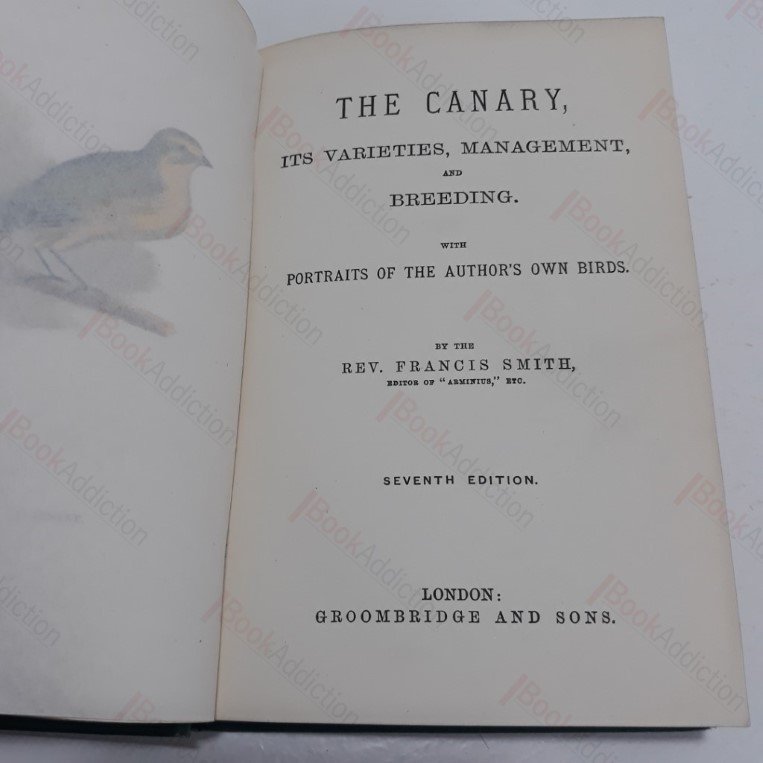 THE CANARY,
ITS VARIETIES, MANAGEMENT,
AND
BREEDING.
WITH
PORTRAITS OF THE AUTHOR'S OWN BIRDS.
BY THE
REV. FRANCIS SMITH,
EDITOR OF "ARMINIUS," ETC.
SEVENTH EDITION.
LONDON:
GROOMBRIDGE AND SONS.
BookAddiction